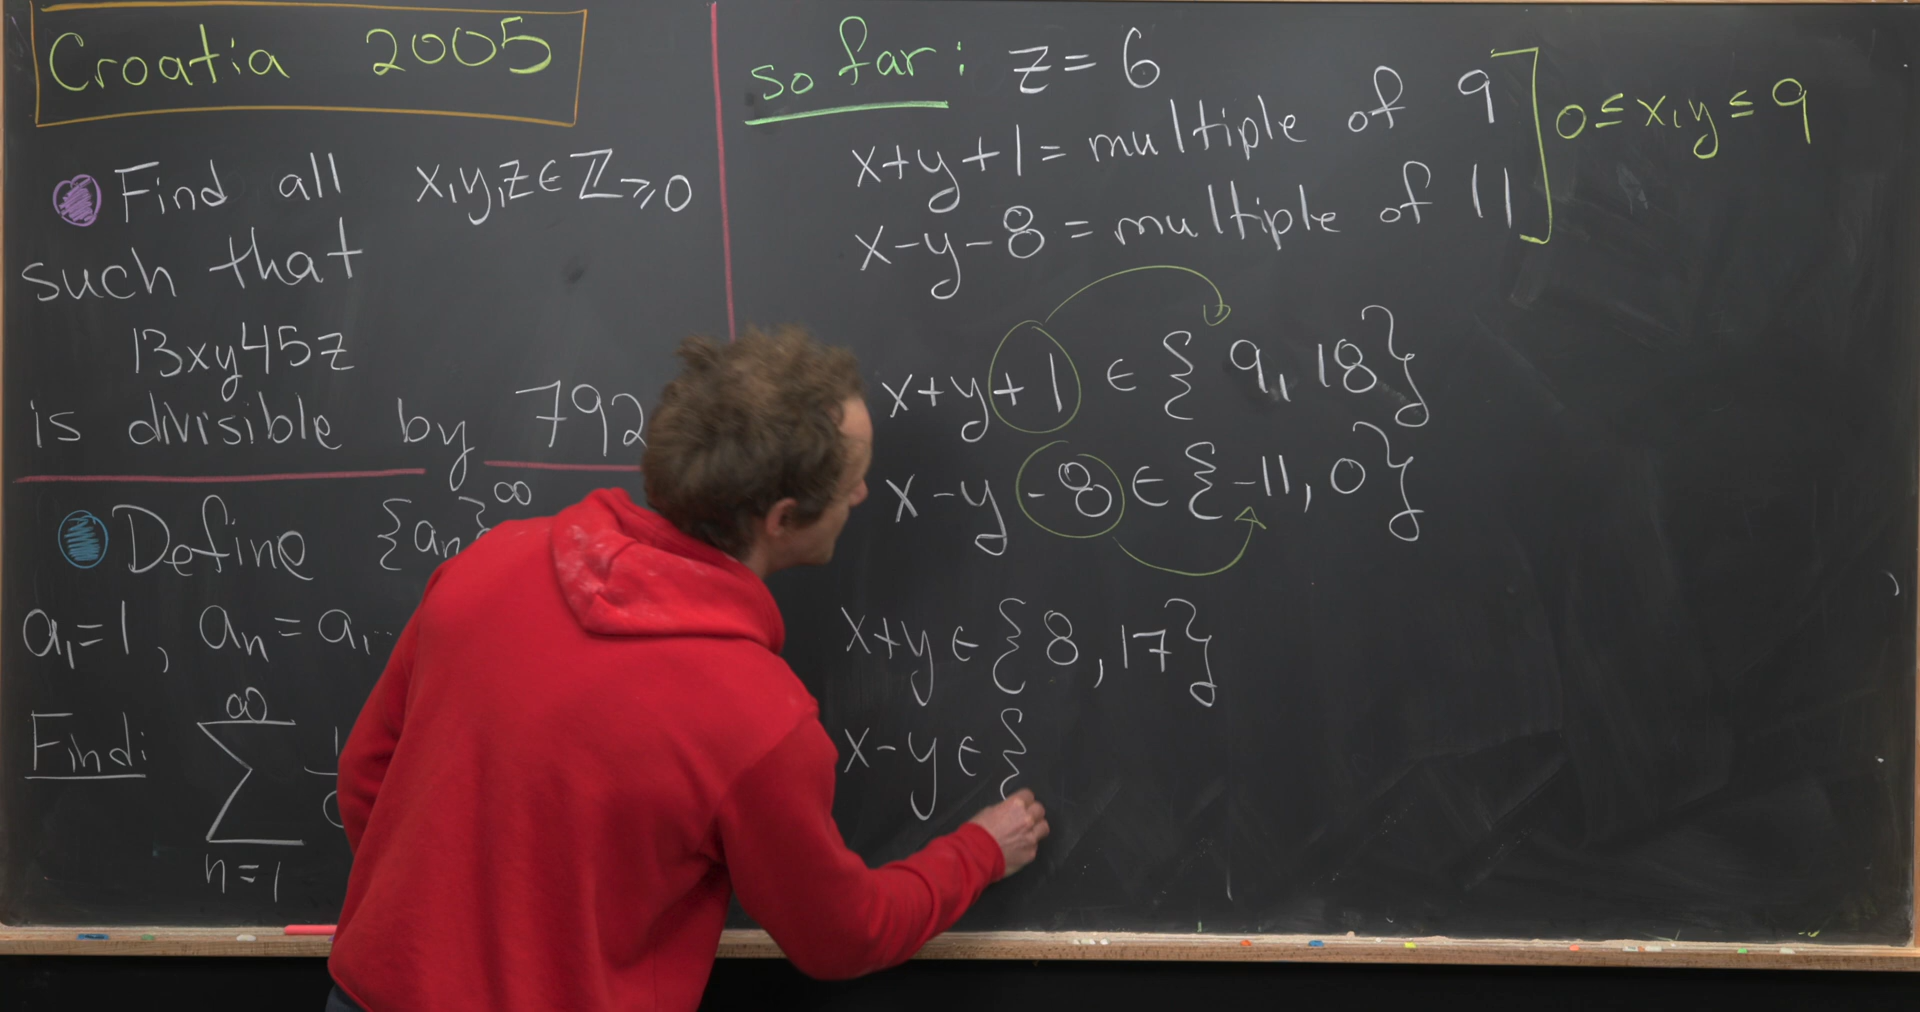 Croatia 2005
Find all x,y,z∈ℤ≥0
such that
13xy45z
is divisible by 792
Define {an}∞
a1=1, an=a1..
Find:
∞
∑
n=1
so far: z=6
x+y+1= multiple of 9
x-y-8= multiple of 11
0≤x,y≤9
x+y+1 ∈ {9,18}
x-y-8 ∈ {-11,0}
x+y ∈ {8,17}
x-y ∈ {